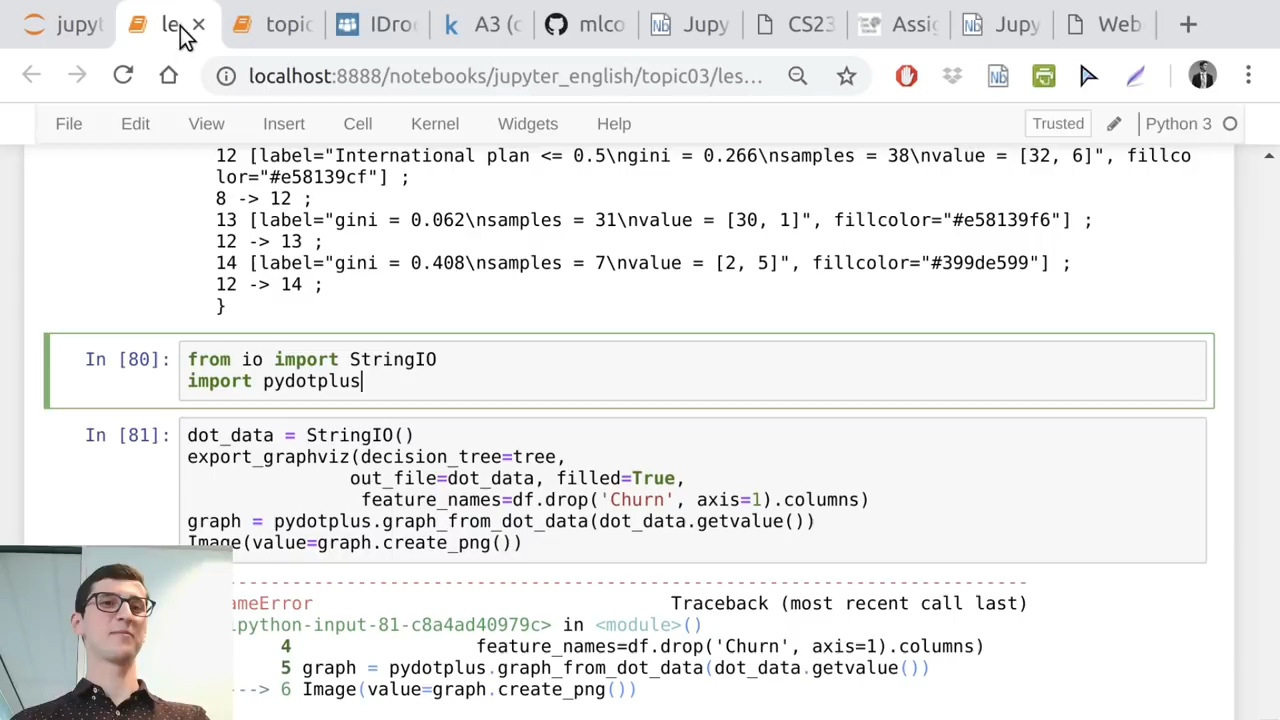 jupyt
le
topic
IDro
A3 (c
mlco
Jupy
CS23
Assig
Jupy
Web
localhost:8888/notebooks/jupyter_english/topic03/les...
File Edit View Insert Cell Kernel Widgets Help Trusted Python 3
12 [label="International plan <= 0.5\ngini = 0.266\nsamples = 38\nvalue = [32, 6]", fillco
lor="#e58139cf"] ;
8 -> 12 ;
13 [label="gini = 0.062\nsamples = 31\nvalue = [30, 1]", fillcolor="#e58139f6"] ;
12 -> 13 ;
14 [label="gini = 0.408\nsamples = 7\nvalue = [2, 5]", fillcolor="#399de599"] ;
12 -> 14 ;
}
In [80]: from io import StringIO
import pydotplus
In [81]: dot_data = StringIO()
export_graphviz(decision_tree=tree,
out_file=dot_data, filled=True,
feature_names=df.drop('Churn', axis=1).columns)
graph = pydotplus.graph_from_dot_data(dot_data.getvalue())
Image(value=graph.create_png())
ameError Traceback (most recent call last)
ipython-input-81-c8a4ad40979c> in <module>()
4 feature_names=df.drop('Churn', axis=1).columns)
5 graph = pydotplus.graph_from_dot_data(dot_data.getvalue())
---> 6 Image(value=graph.create_png())